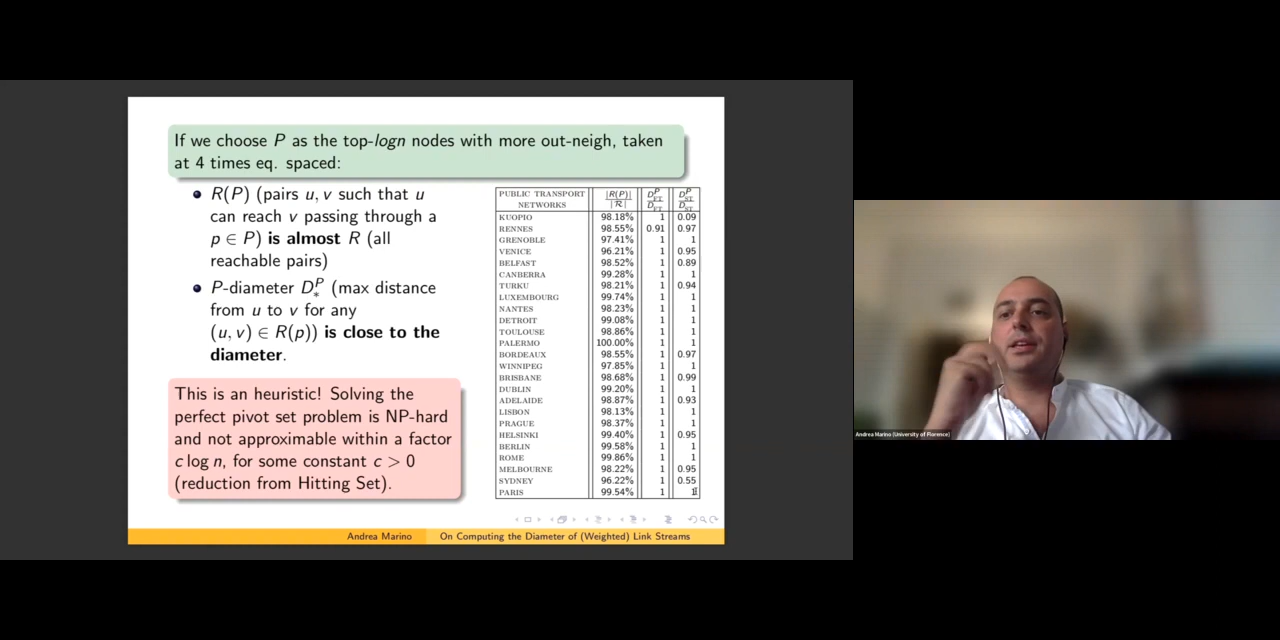 If we choose P as the top-logn nodes with more out-neigh, taken
at 4 times eq. spaced:
R(P) (pairs u, v such that u
can reach v passing through a
p ∈ P) is almost R (all
reachable pairs)
P-diameter D*^P (max distance
from u to v for any
(u, v) ∈ R(p)) is close to the
diameter.
This is an heuristic! Solving the
perfect pivot set problem is NP-hard
and not approximable within a factor
c log n, for some constant c > 0
(reduction from Hitting Set).
PUBLIC TRANSPORT NETWORKS |R(P)|/|R| D^P_FT/D_FT D^P_ST/D_ST
KUOPIO 98.18% 1 0.09
RENNES 98.55% 0.91 0.97
GRENOBLE 97.41% 1 1
VENICE 96.21% 1 0.95
BELFAST 98.52% 1 0.89
CANBERRA 99.28% 1 1
TURKU 98.21% 1 0.94
LUXEMBOURG 99.74% 1 1
NANTES 98.23% 1 1
DETROIT 99.08% 1 1
TOULOUSE 98.86% 1 1
PALERMO 100.00% 1 1
BORDEAUX 98.55% 1 0.97
WINNIPEG 97.85% 1 1
BRISBANE 98.68% 1 0.99
DUBLIN 99.20% 1 1
ADELAIDE 98.87% 1 0.93
LISBON 98.13% 1 1
PRAGUE 98.37% 1 1
HELSINKI 99.40% 1 0.95
BERLIN 99.58% 1 1
ROME 99.86% 1 1
MELBOURNE 98.22% 1 0.95
SYDNEY 96.22% 1 0.55
PARIS 99.54% 1 1
Andrea Marino On Computing the Diameter of (Weighted) Link Streams
Andrea Marino (University of Florence)